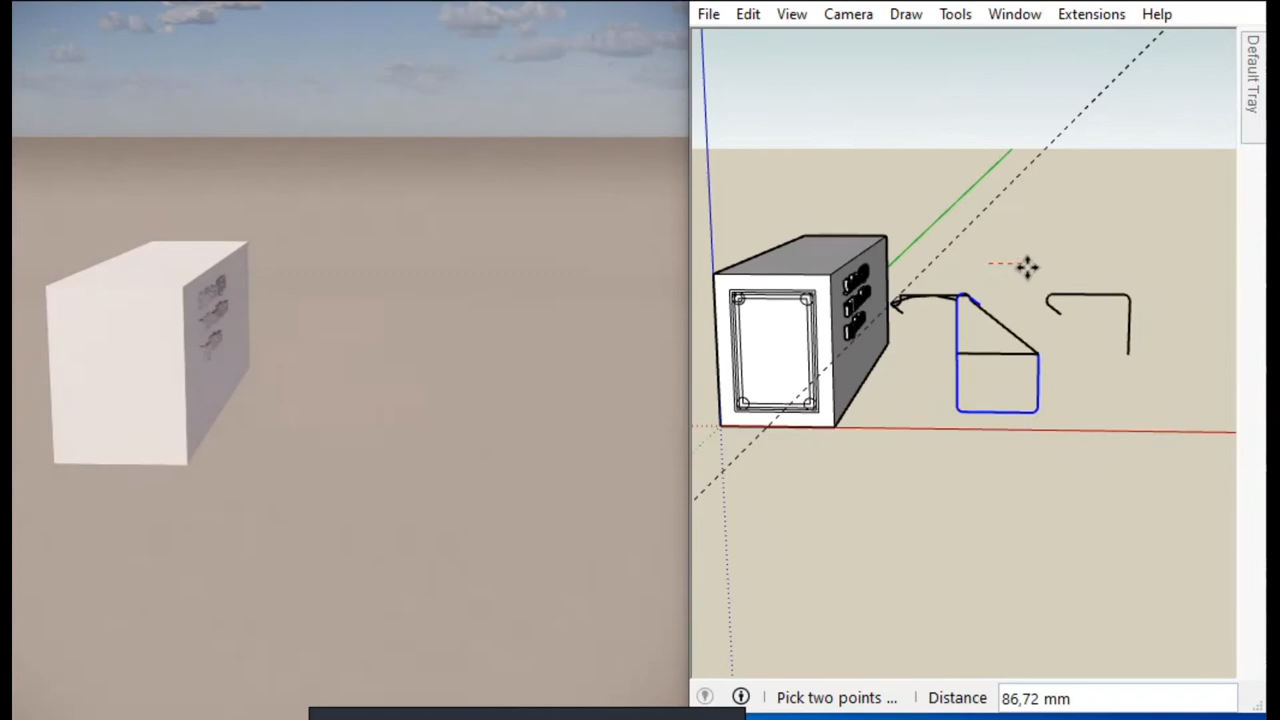 File Edit View Camera Draw Tools Window Extensions Help
Default Tray
Pick two points ... Distance 86,72 mm